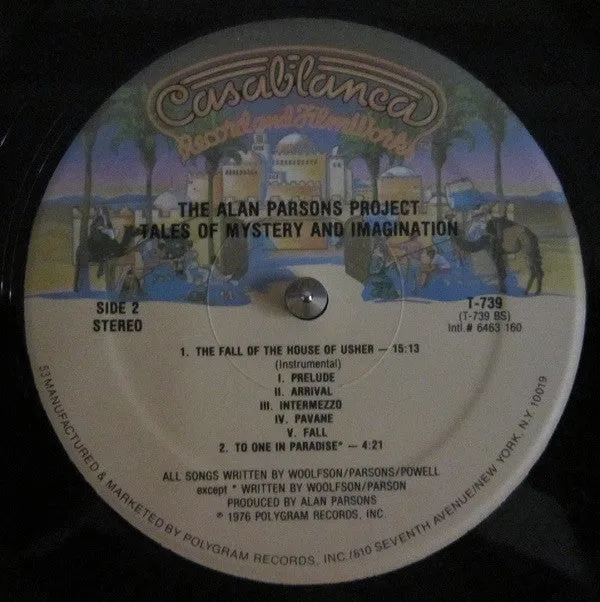 Casablanca
Record and FilmWorks
THE ALAN PARSONS PROJECT
TALES OF MYSTERY AND IMAGINATION
SIDE 2
STEREO
T-739
(T-739 BS)
Intl.# 6463 160
1. THE FALL OF THE HOUSE OF USHER — 15:13
(Instrumental)
I. PRELUDE
II. ARRIVAL
III. INTERMEZZO
IV. PAVANE
V. FALL
2. TO ONE IN PARADISE* — 4:21
ALL SONGS WRITTEN BY WOOLFSON/PARSONS/POWELL
except * WRITTEN BY WOOLFSON/PARSON
PRODUCED BY ALAN PARSONS
℗ 1976 POLYGRAM RECORDS, INC.
53 MANUFACTURED & MARKETED BY POLYGRAM RECORDS, INC./810 SEVENTH AVENUE/NEW YORK, N.Y. 10019